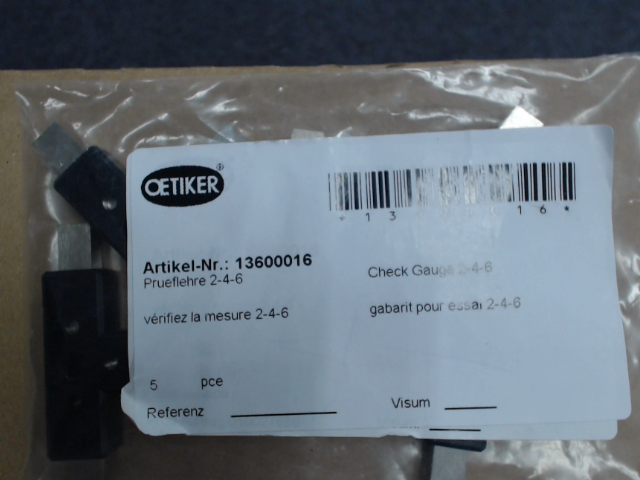 OETIKER
*13 16*
Artikel-Nr.: 13600016
Prueflehre 2-4-6
Check Gauge 2-4-6
vérifiez la mesure 2-4-6
gabarit pour essai 2-4-6
5 pce
Referenz
Visum